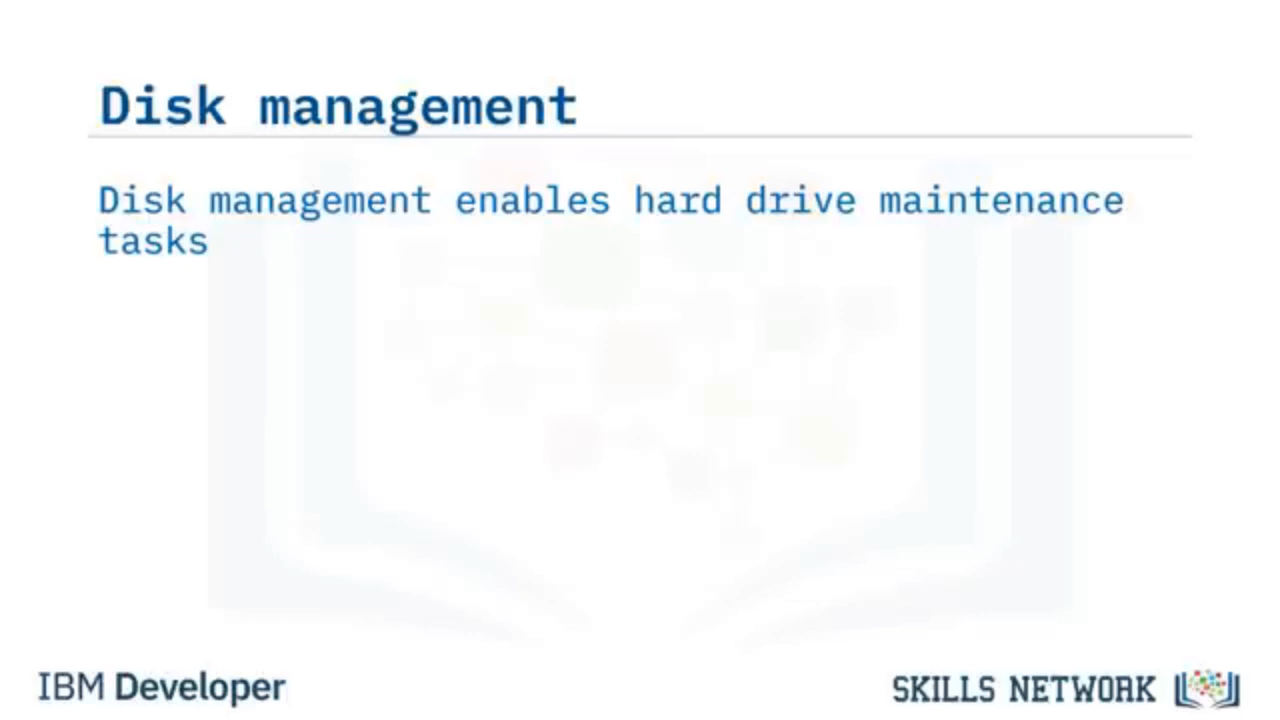 Disk management
Disk management enables hard drive maintenance
tasks
IBM Developer
SKILLS NETWORK